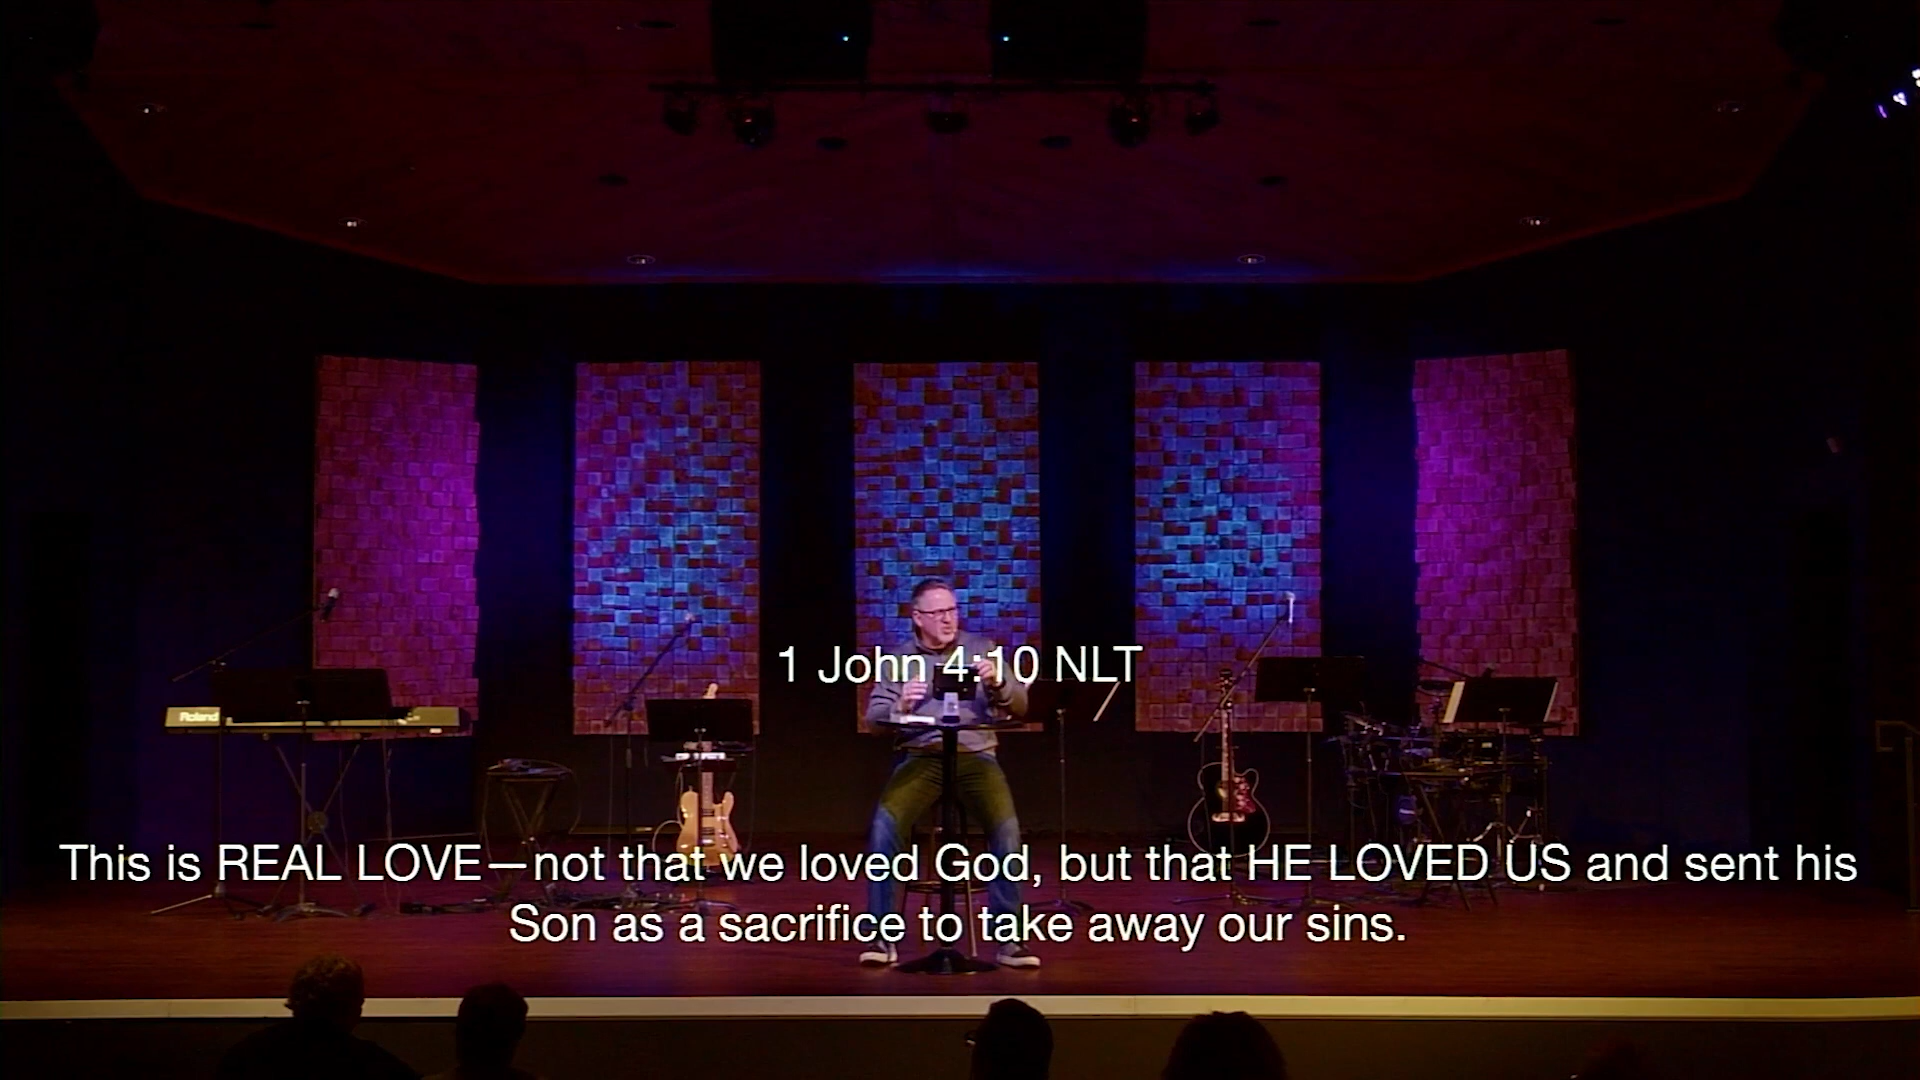 1 John 4:10 NLT
Roland
This is REAL LOVE—not that we loved God, but that HE LOVED US and sent his
Son as a sacrifice to take away our sins.